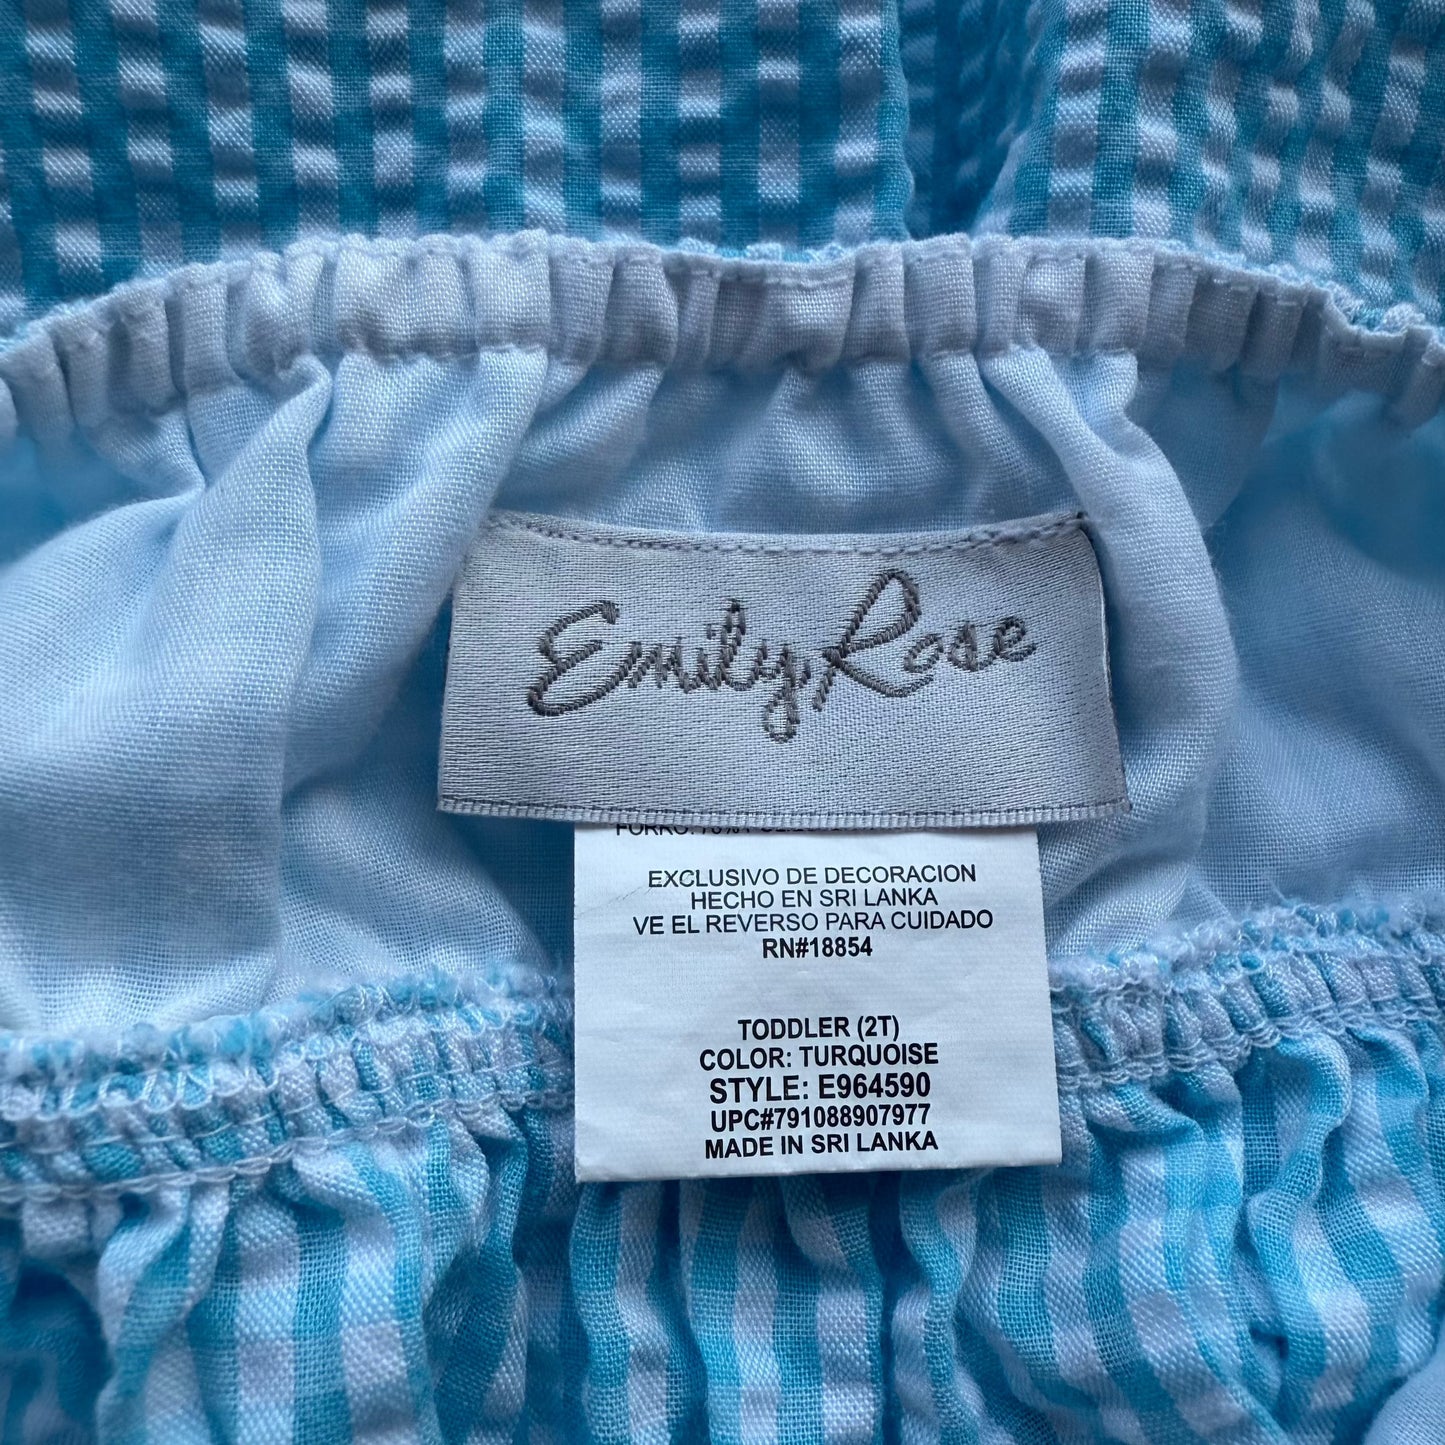 Emily Rose
FORRO:
EXCLUSIVO DE DECORACION
HECHO EN SRI LANKA
VE EL REVERSO PARA CUIDADO
RN#18854
TODDLER (2T)
COLOR: TURQUOISE
STYLE: E964590
UPC#791088907977
MADE IN SRI LANKA